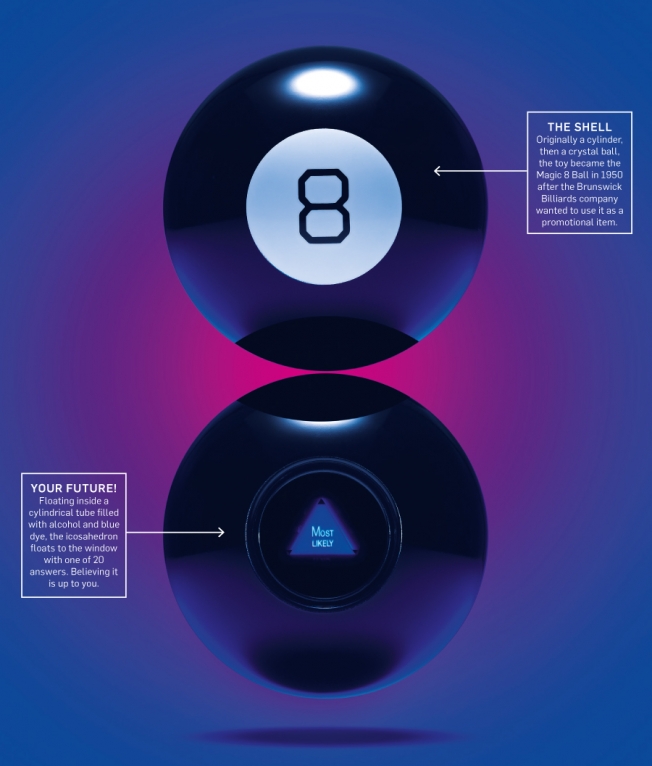 8
THE SHELL
Originally a cylinder,
then a crystal ball,
the toy became the
Magic 8 Ball in 1950
after the Brunswick
Billiards company
wanted to use it as a
promotional item.
YOUR FUTURE!
Floating inside a
cylindrical tube filled
with alcohol and blue
dye, the icosahedron
floats to the window
with one of 20
answers. Believing it
is up to you.
MOST
LIKELY